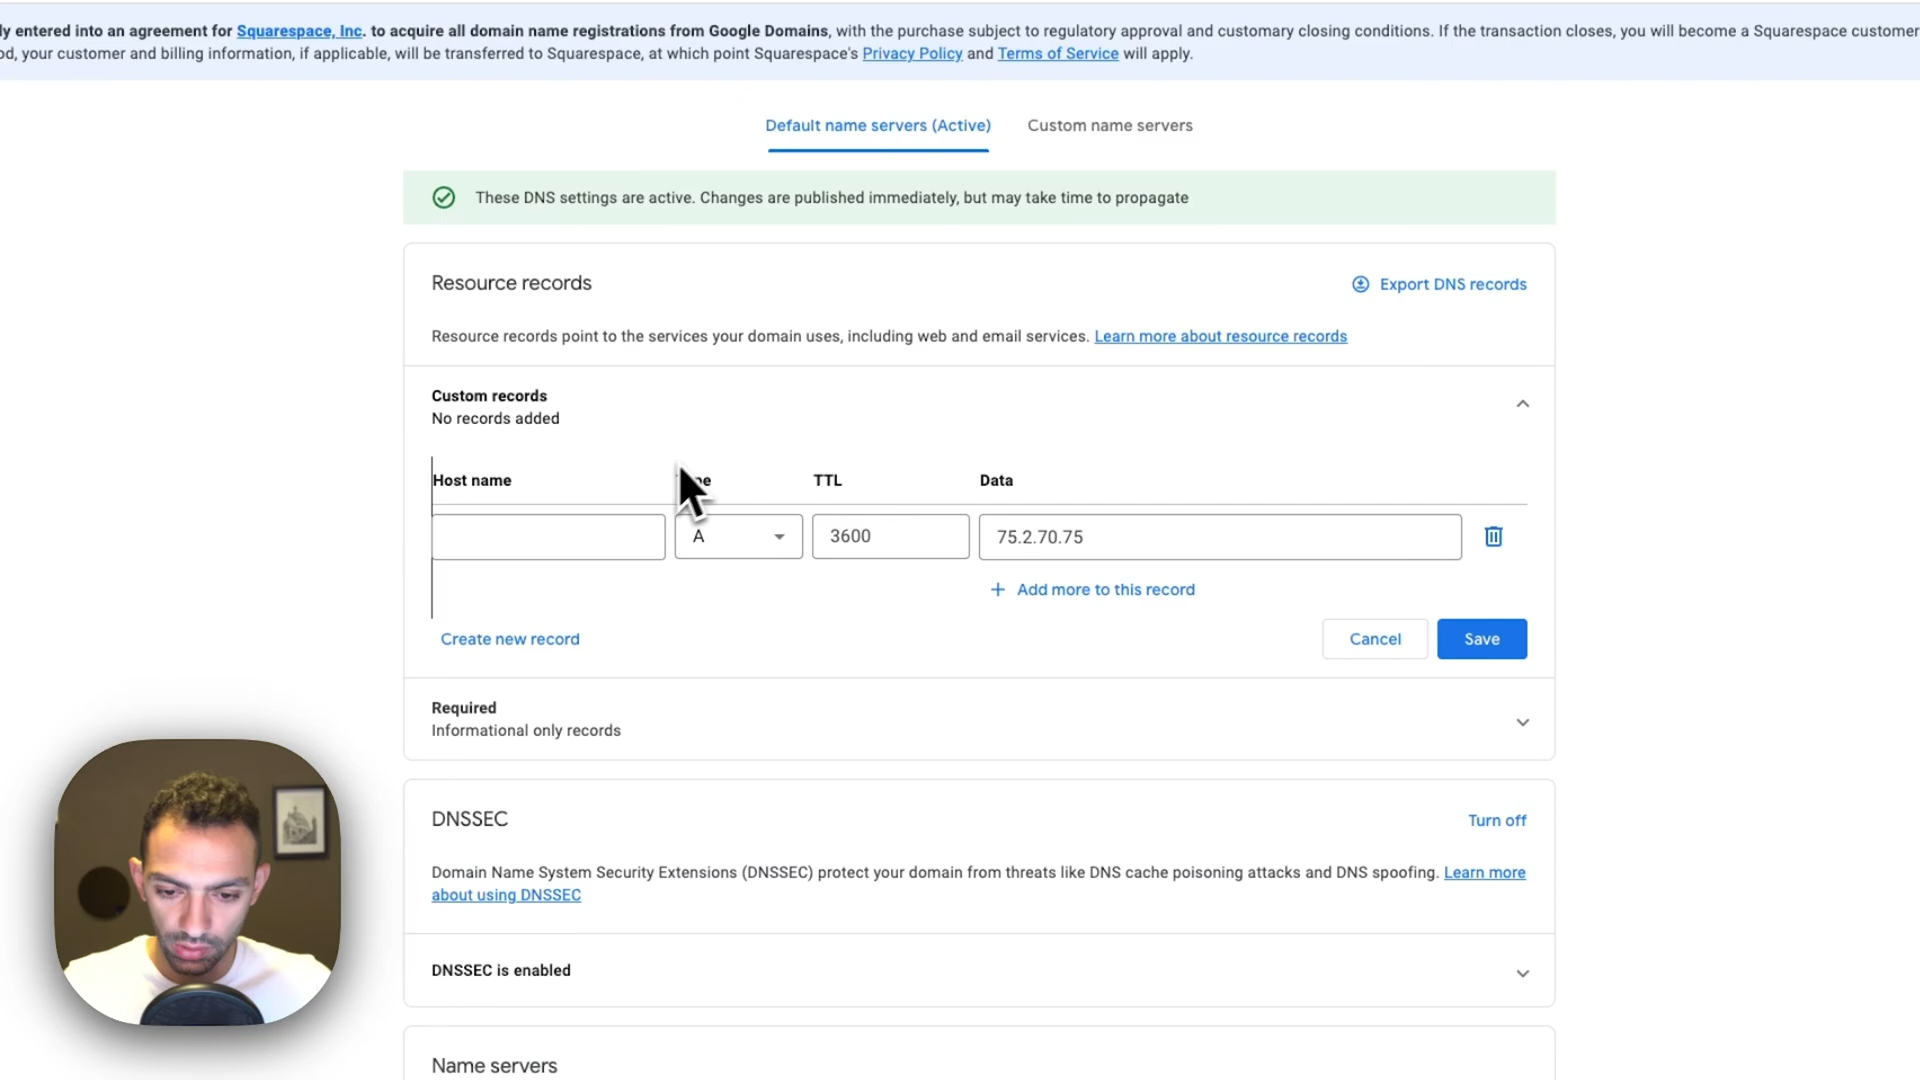 ly entered into an agreement for Squarespace, Inc. to acquire all domain name registrations from Google Domains, with the purchase subject to regulatory approval and customary closing conditions. If the transaction closes, you will become a Squarespace customer
od, your customer and billing information, if applicable, will be transferred to Squarespace, at which point Squarespace's Privacy Policy and Terms of Service will apply.
Default name servers (Active) Custom name servers
These DNS settings are active. Changes are published immediately, but may take time to propagate
Resource records Export DNS records
Resource records point to the services your domain uses, including web and email services. Learn more about resource records
Custom records
No records added
Host name pe TTL Data
A 3600 75.2.70.75
+ Add more to this record
Create new record Cancel Save
Required
Informational only records
DNSSEC Turn off
Domain Name System Security Extensions (DNSSEC) protect your domain from threats like DNS cache poisoning attacks and DNS spoofing. Learn more
about using DNSSEC
DNSSEC is enabled
Name servers